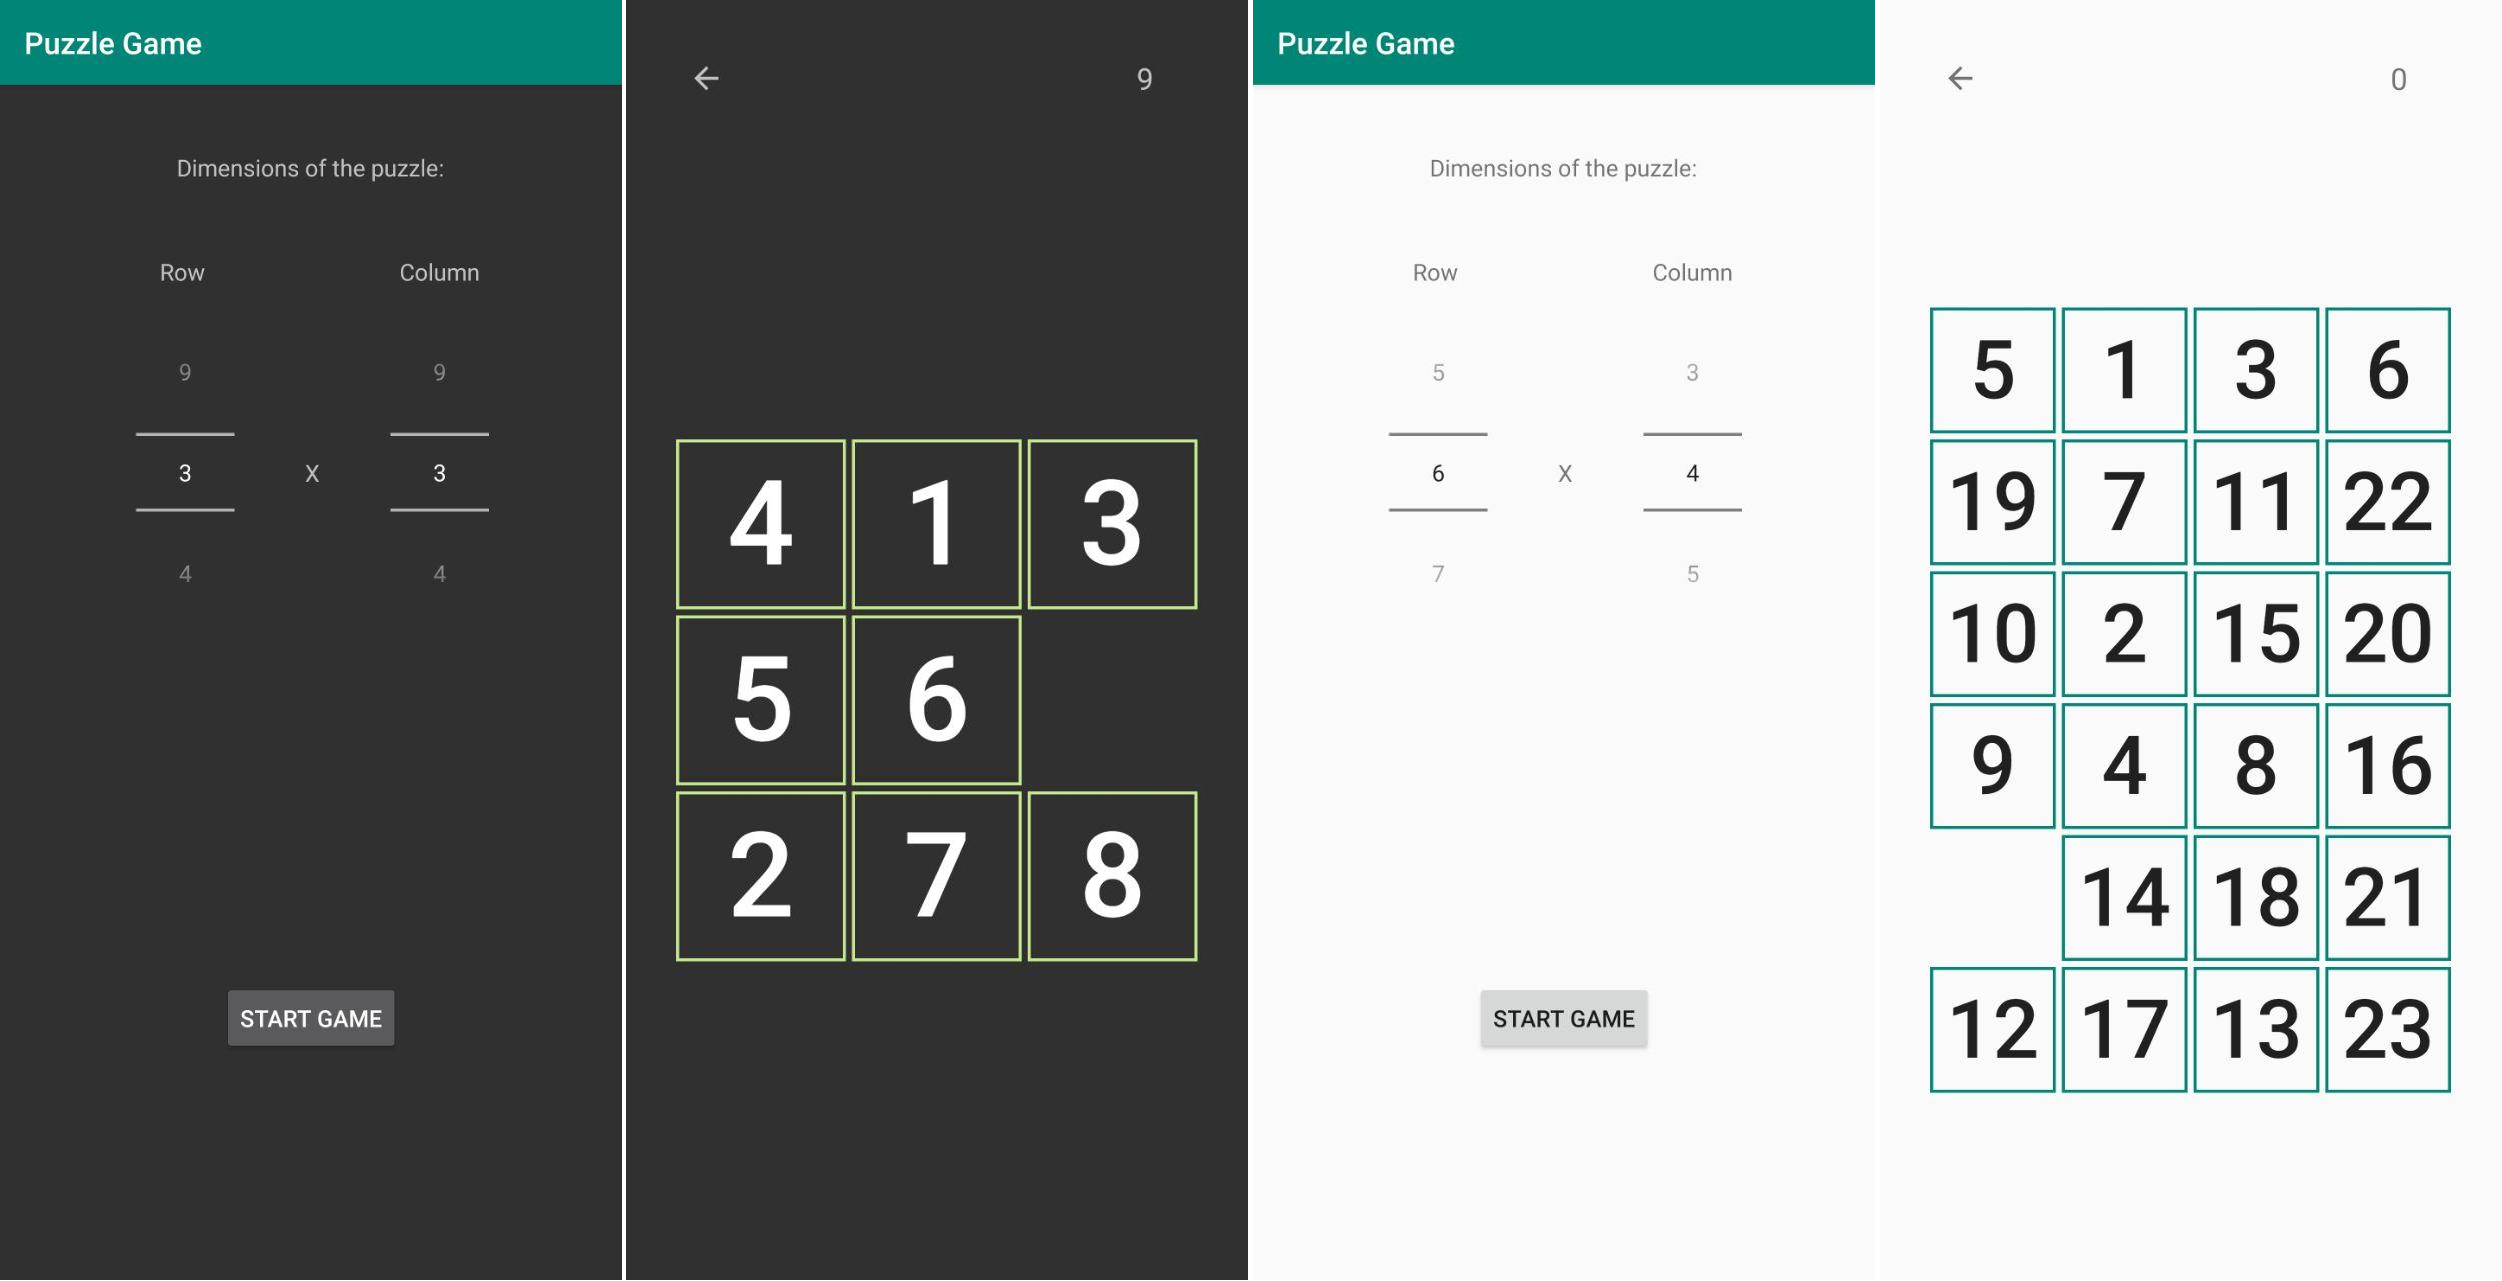 Puzzle Game
Dimensions of the puzzle:
Row Column
9 9
3 X 3
4 4
START GAME
9
4 1 3
5 6
2 7 8
Puzzle Game
Dimensions of the puzzle:
Row Column
5 3
6 X 4
7 5
START GAME
0
5 1 3 6
19 7 11 22
10 2 15 20
9 4 8 16
14 18 21
12 17 13 23